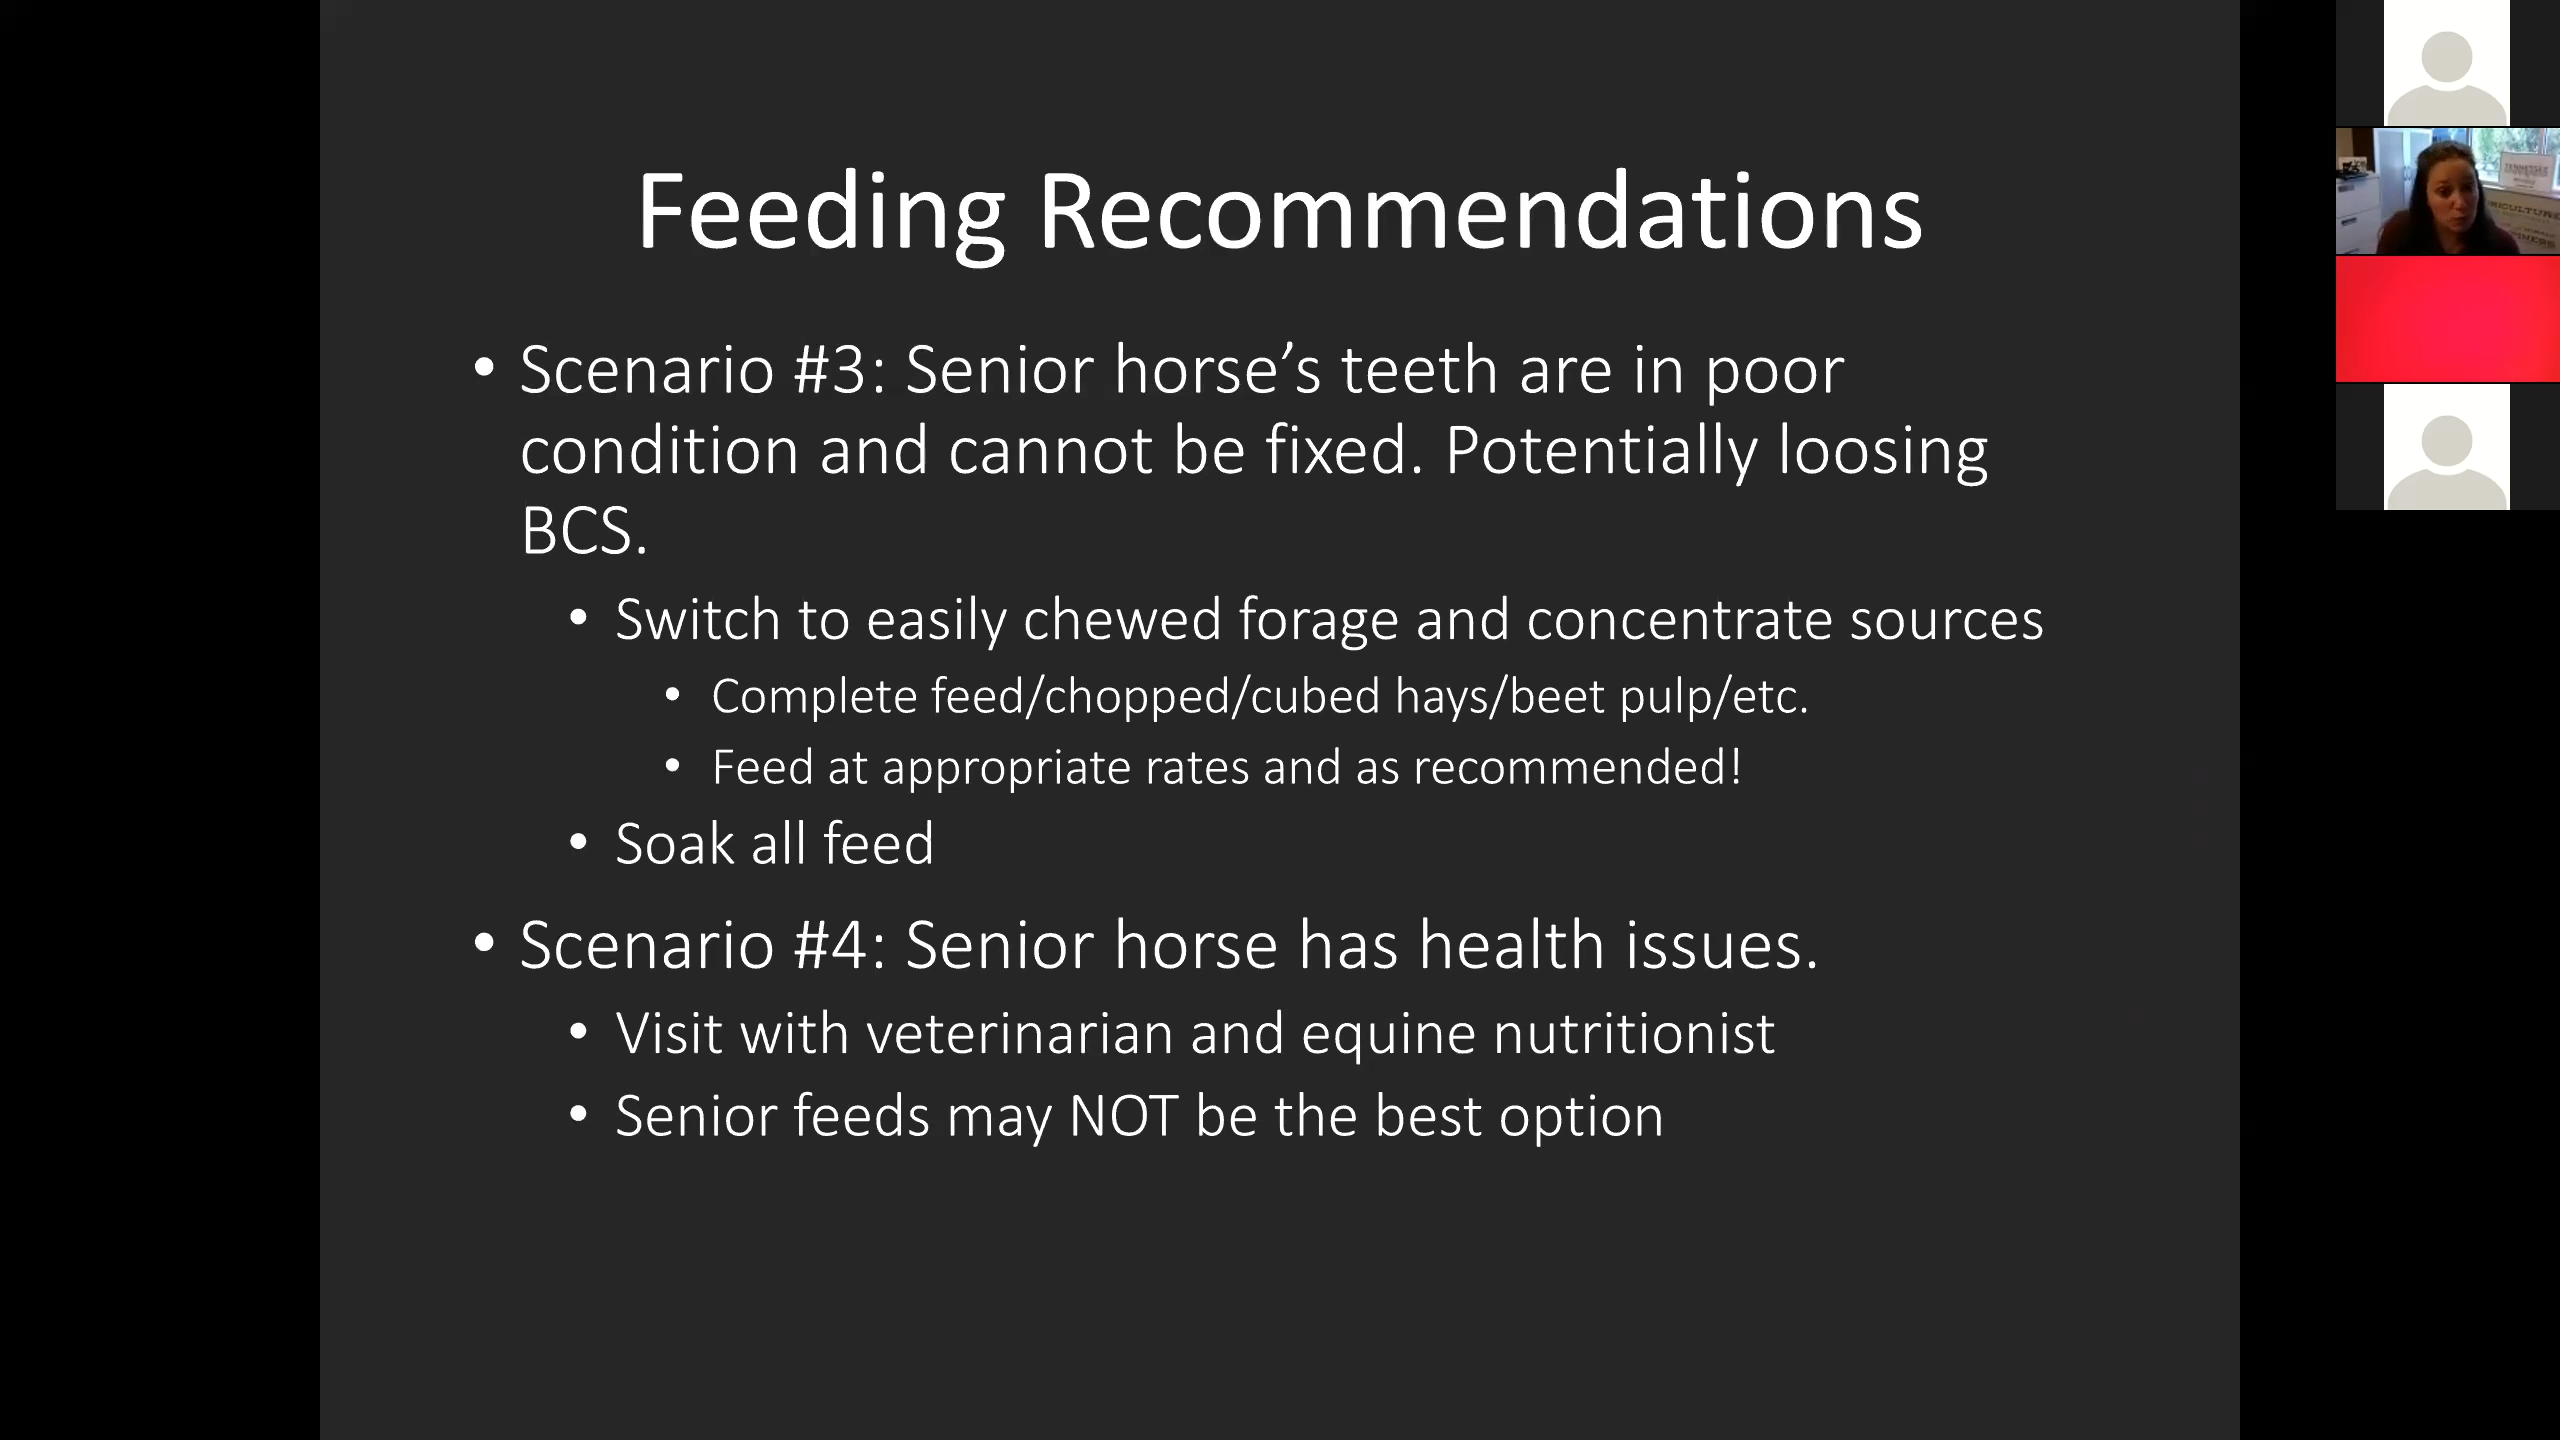 Feeding Recommendations
• Scenario #3: Senior horse’s teeth are in poor
condition and cannot be fixed. Potentially loosing
BCS.
• Switch to easily chewed forage and concentrate sources
• Complete feed/chopped/cubed hays/beet pulp/etc.
• Feed at appropriate rates and as recommended!
• Soak all feed
• Scenario #4: Senior horse has health issues.
• Visit with veterinarian and equine nutritionist
• Senior feeds may NOT be the best option
TENNESSEE